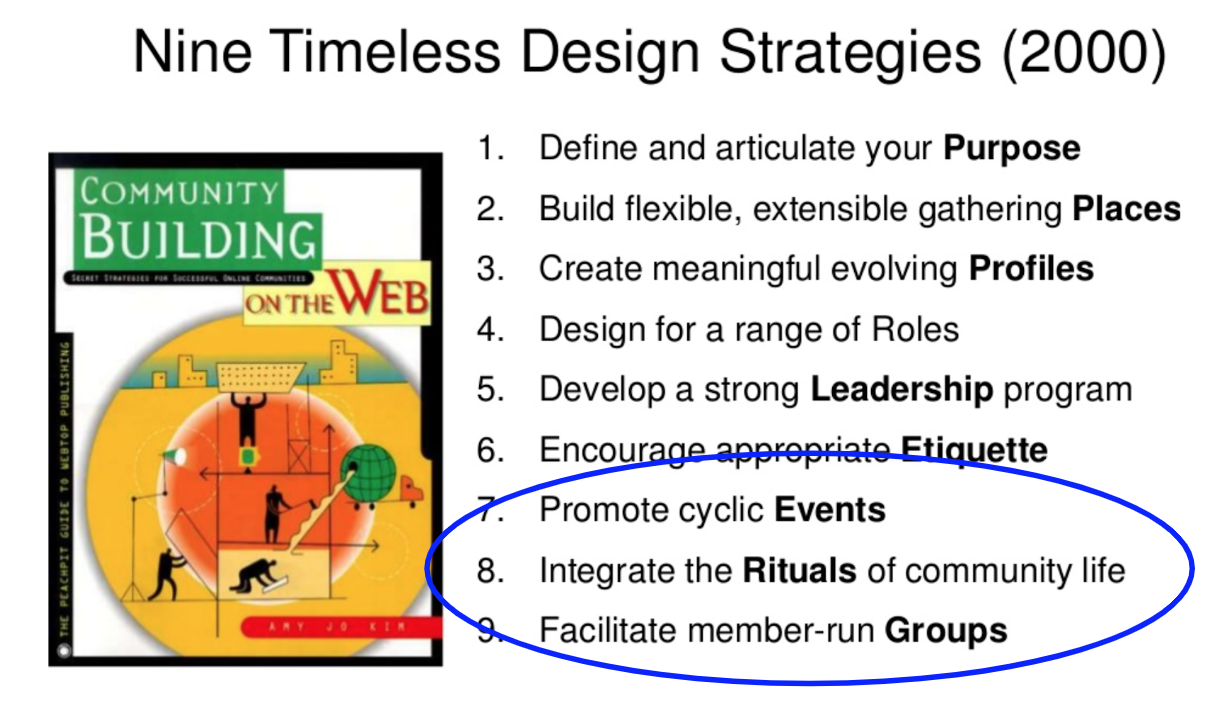 Nine Timeless Design Strategies (2000)
COMMUNITY
BUILDING
SECRET STRATEGIES FOR SUCCESSFUL ONLINE COMMUNITIES
ON THE WEB
THE PEACHPIT GUIDE TO WEBTOP PUBLISHING
AMY JO KIM
1. Define and articulate your Purpose
2. Build flexible, extensible gathering Places
3. Create meaningful evolving Profiles
4. Design for a range of Roles
5. Develop a strong Leadership program
6. Encourage appropriate Etiquette
7. Promote cyclic Events
8. Integrate the Rituals of community life
9. Facilitate member-run Groups